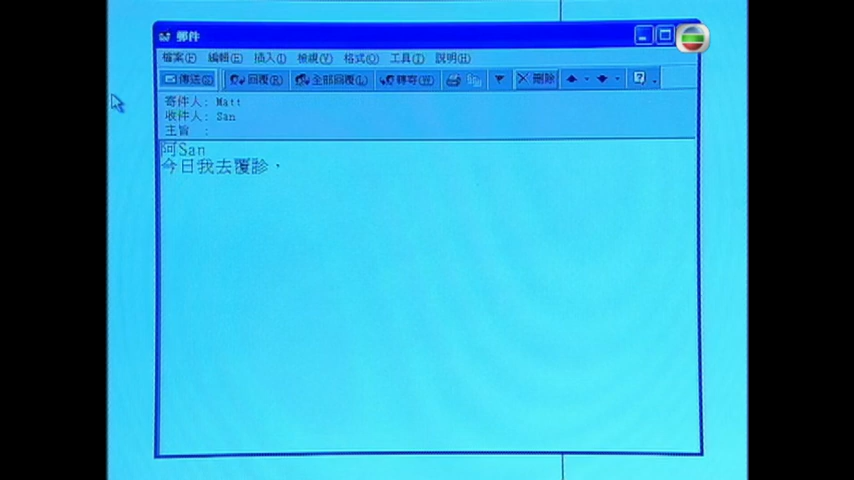 郵件
檔案(F) 編輯(E) 插入(I) 檢視(V) 格式(O) 工具(T) 說明(H)
傳送(S) 回覆(R) 全部回覆(L) 轉寄(W) 刪除
寄件人: Matt
收件人: San
主旨 :
阿San
今日我去覆診，